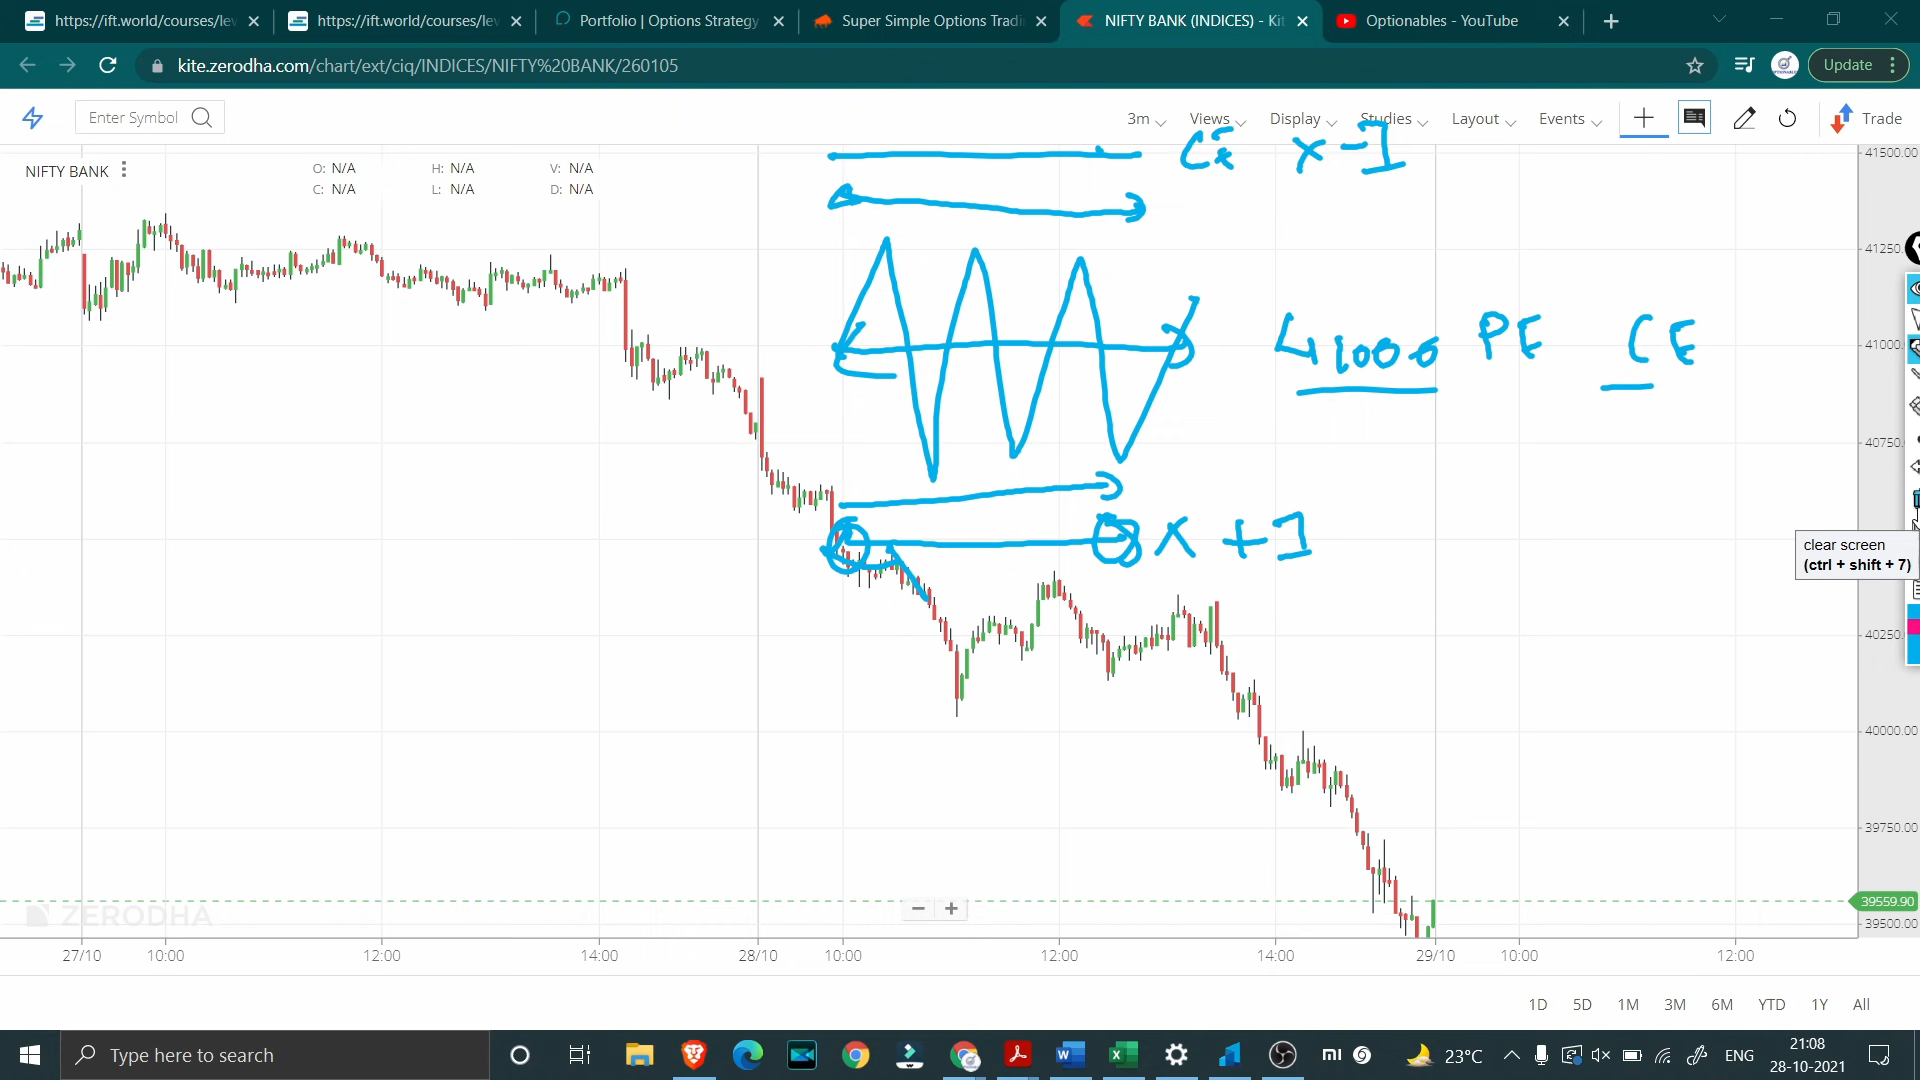 https://ift.world/courses/lev
https://ift.world/courses/lev
Portfolio | Options Strategy
Super Simple Options Tradi
NIFTY BANK (INDICES) - Kit
Optionables - YouTube
kite.zerodha.com/chart/ext/ciq/INDICES/NIFTY%20BANK/260105
Update
Enter Symbol
3m
Views
Display
Studies
Layout
Events
Trade
NIFTY BANK
O: N/A
H: N/A
V: N/A
C: N/A
L: N/A
D: N/A
CE X-1
41000 PE CE
X +1
41500.00
41250.
41000.
40750.
40250.
40000.00
39750.00
39559.90
39500.00
clear screen
(ctrl + shift + 7)
ZERODHA
27/10
10:00
12:00
14:00
28/10
10:00
12:00
14:00
29/10
10:00
12:00
1D
5D
1M
3M
6M
YTD
1Y
All
Type here to search
mi
23°C
ENG
21:08
28-10-2021